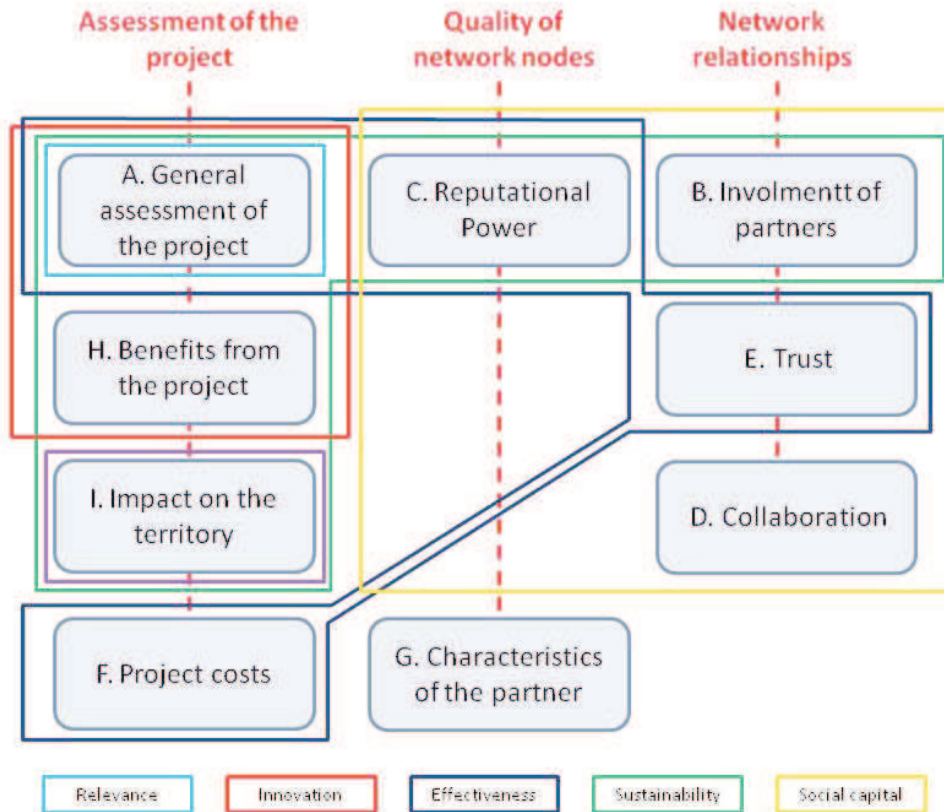 Assessment of the
project
Quality of
network nodes
Network
relationships
A. General
assessment of
the project
C. Reputational
Power
B. Involmentt of
partners
H. Benefits from
the project
E. Trust
I. Impact on the
territory
D. Collaboration
F. Project costs
G. Characteristics
of the partner
Relevance
Innovation
Effectiveness
Sustainability
Social capital